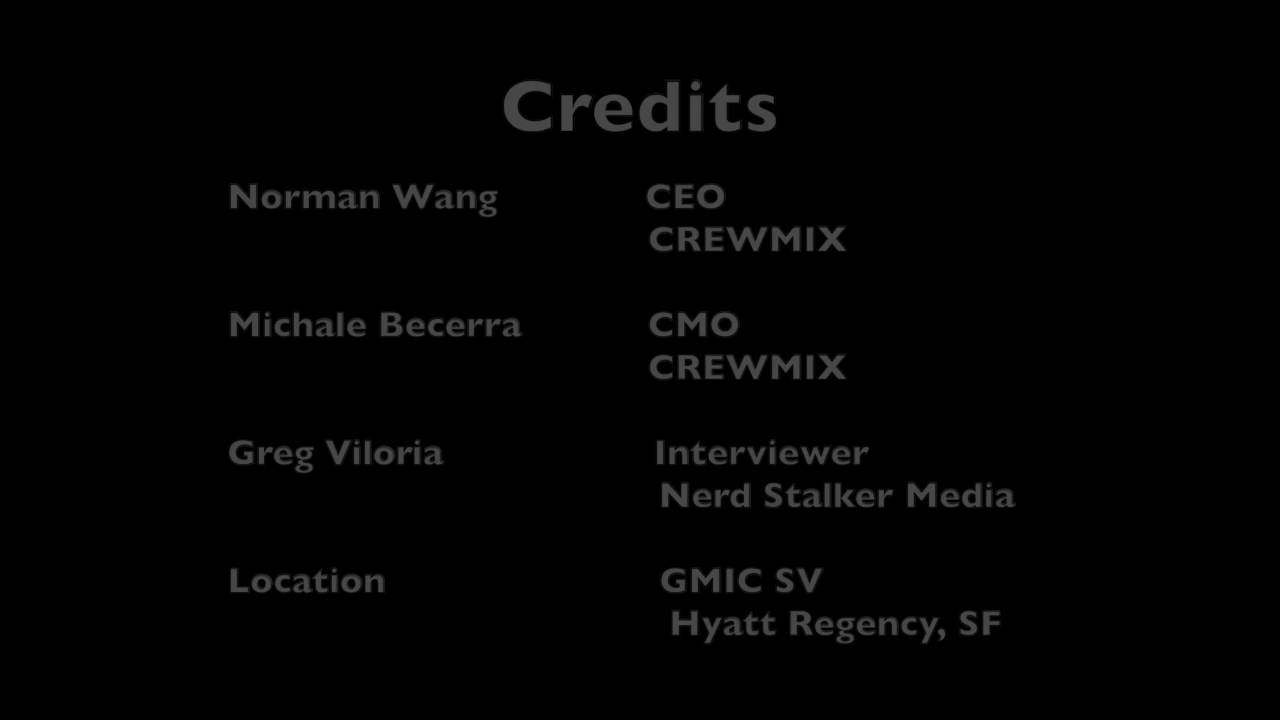 Credits
Norman Wang CEO
CREWMIX
Michale Becerra CMO
CREWMIX
Greg Viloria Interviewer
Nerd Stalker Media
Location GMIC SV
Hyatt Regency, SF